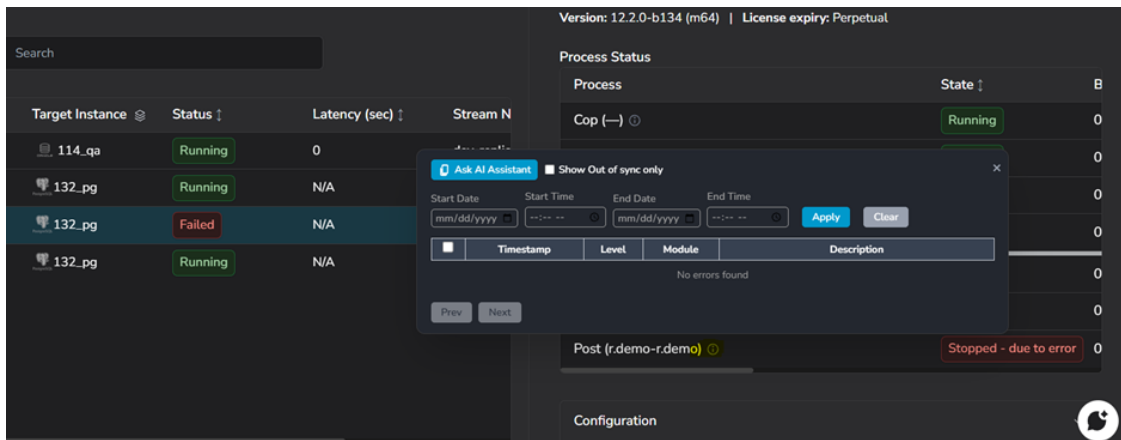 Version: 12.2.0-b134 (m64) | License expiry: Perpetual
Search
Process Status
Process State B
Target Instance Status Latency (sec) Stream N
Cop (—) Running 0
114_qa Running 0
0
Ask AI Assistant Show Out of sync only ×
132_pg Running N/A
0
Start Date Start Time End Date End Time
mm/dd/yyyy --:-- -- mm/dd/yyyy --:-- -- Apply Clear
132_pg Failed N/A
0
Timestamp Level Module Description
132_pg Running N/A
No errors found
0
Prev Next
0
Post (r.demo-r.demo) Stopped - due to error 0
Configuration